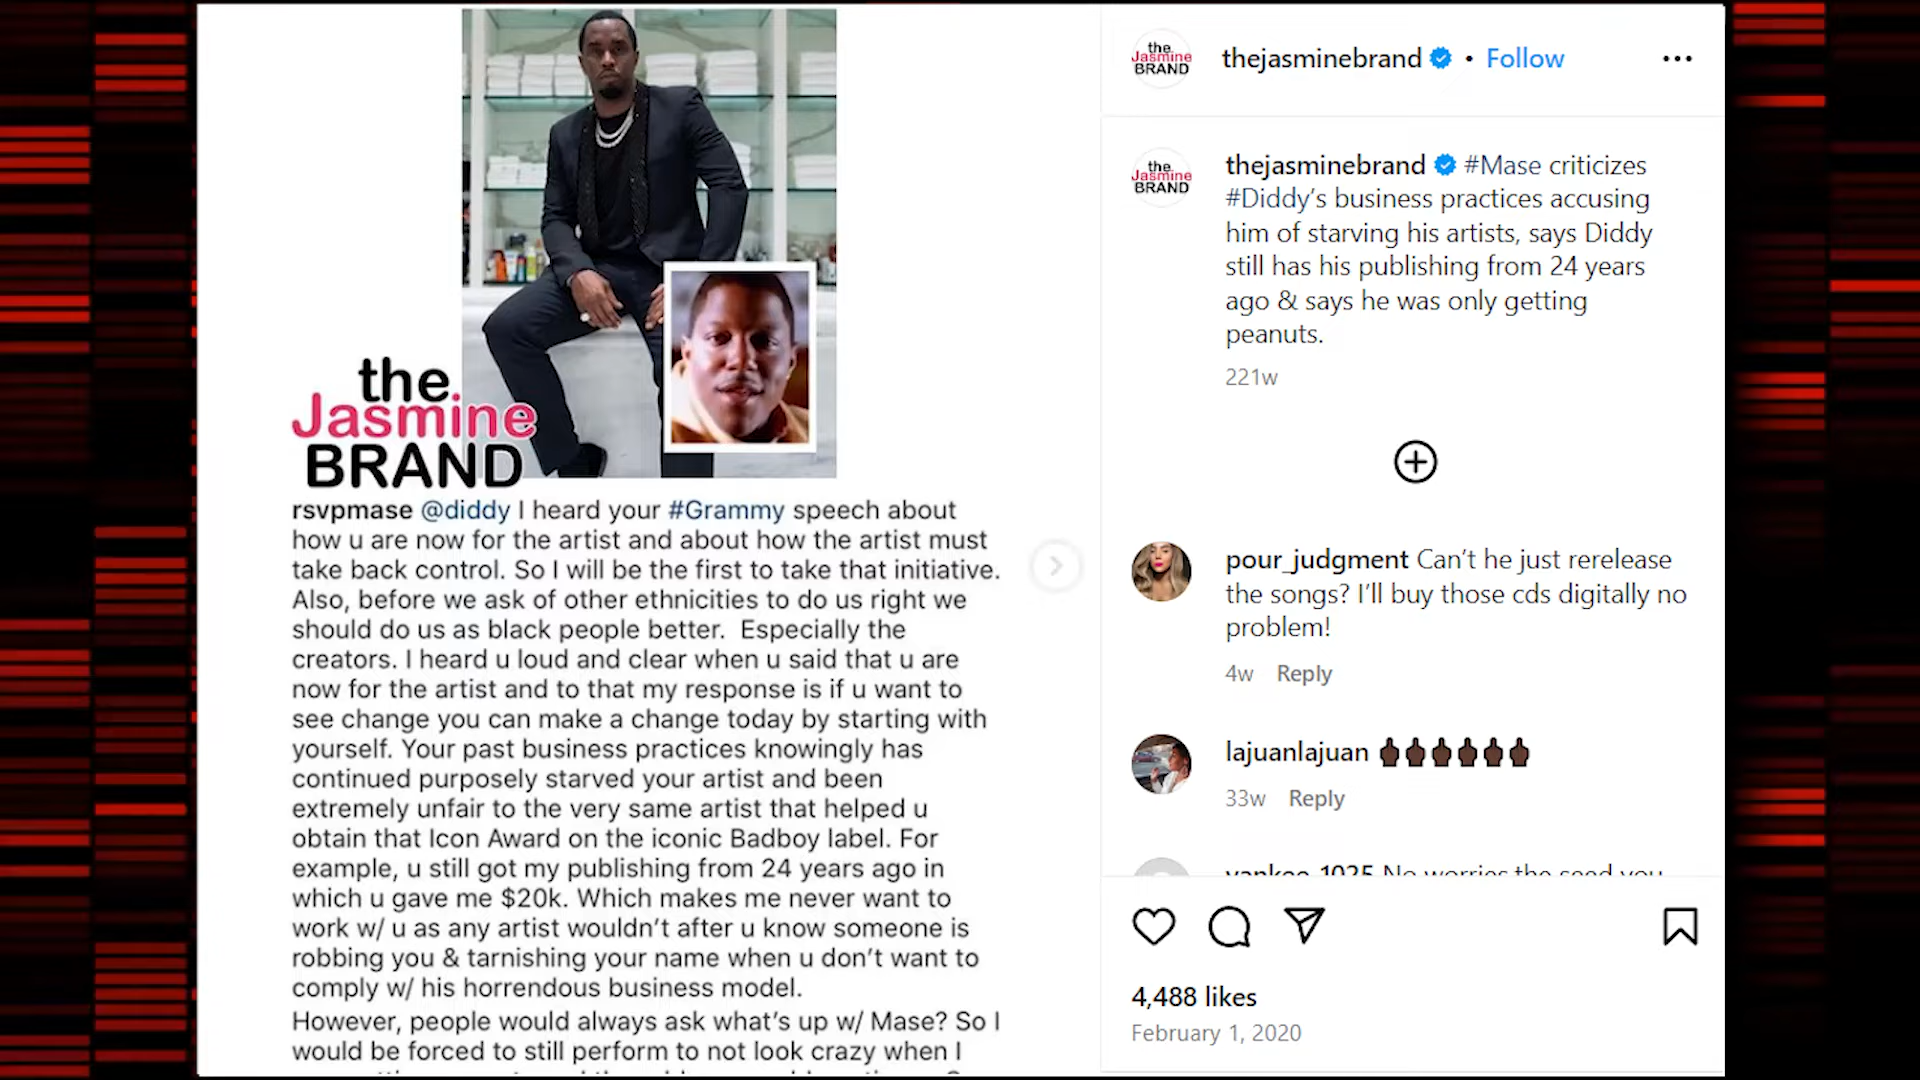 the
Jasmine
BRAND
rsvpmase @diddy I heard your #Grammy speech about
how u are now for the artist and about how the artist must
take back control. So I will be the first to take that initiative.
Also, before we ask of other ethnicities to do us right we
should do us as black people better. Especially the
creators. I heard u loud and clear when u said that u are
now for the artist and to that my response is if u want to
see change you can make a change today by starting with
yourself. Your past business practices knowingly has
continued purposely starved your artist and been
extremely unfair to the very same artist that helped u
obtain that Icon Award on the iconic Badboy label. For
example, u still got my publishing from 24 years ago in
which u gave me $20k. Which makes me never want to
work w/ u as any artist wouldn't after u know someone is
robbing you & tarnishing your name when u don't want to
comply w/ his horrendous business model.
However, people would always ask what's up w/ Mase? So I
would be forced to still perform to not look crazy when I
the
Jasmine
BRAND
thejasminebrand • Follow
the
Jasmine
BRAND
thejasminebrand #Mase criticizes
#Diddy's business practices accusing
him of starving his artists, says Diddy
still has his publishing from 24 years
ago & says he was only getting
peanuts.
221w
pour_judgment Can't he just rerelease
the songs? I'll buy those cds digitally no
problem!
4w Reply
lajuanlajuan 🖕🏿🖕🏿🖕🏿🖕🏿🖕🏿🖕🏿
33w Reply
yankee_1025 No worries the seed you
4,488 likes
February 1, 2020